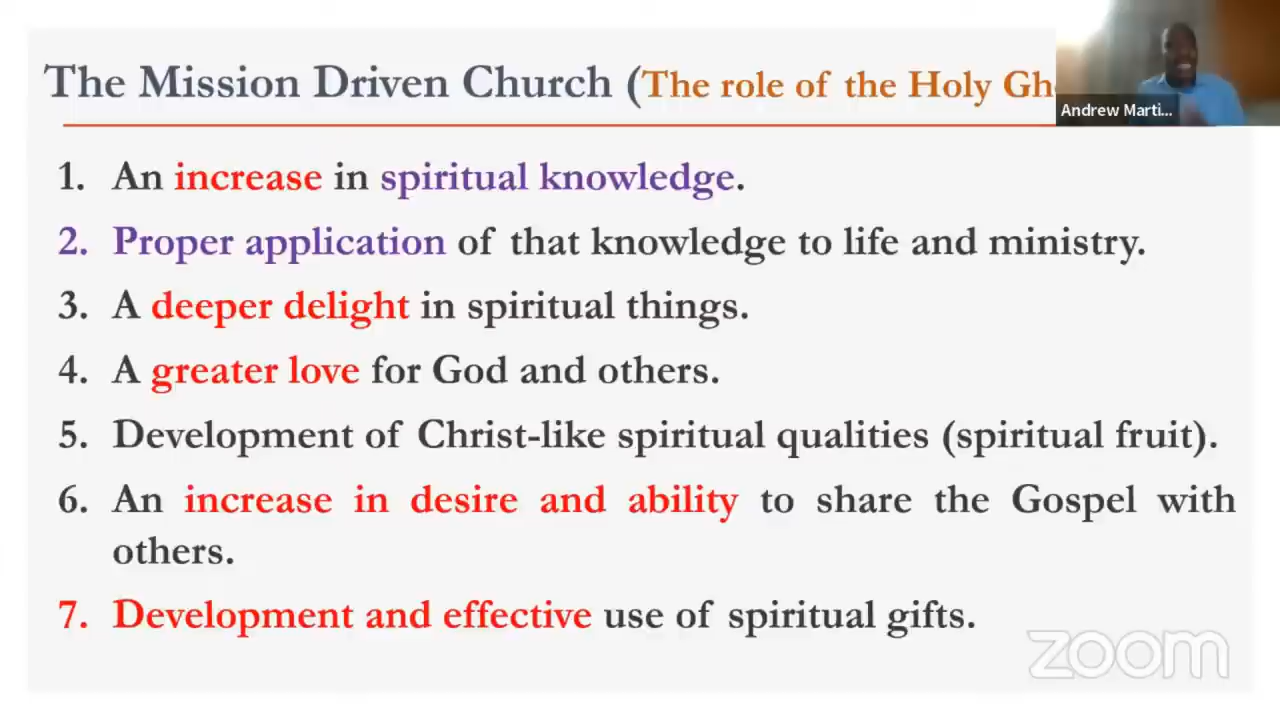 The Mission Driven Church (The role of the Holy Gh
Andrew Marti...
1. An increase in spiritual knowledge.
2. Proper application of that knowledge to life and ministry.
3. A deeper delight in spiritual things.
4. A greater love for God and others.
5. Development of Christ-like spiritual qualities (spiritual fruit).
6. An increase in desire and ability to share the Gospel with
others.
7. Development and effective use of spiritual gifts.
zoom